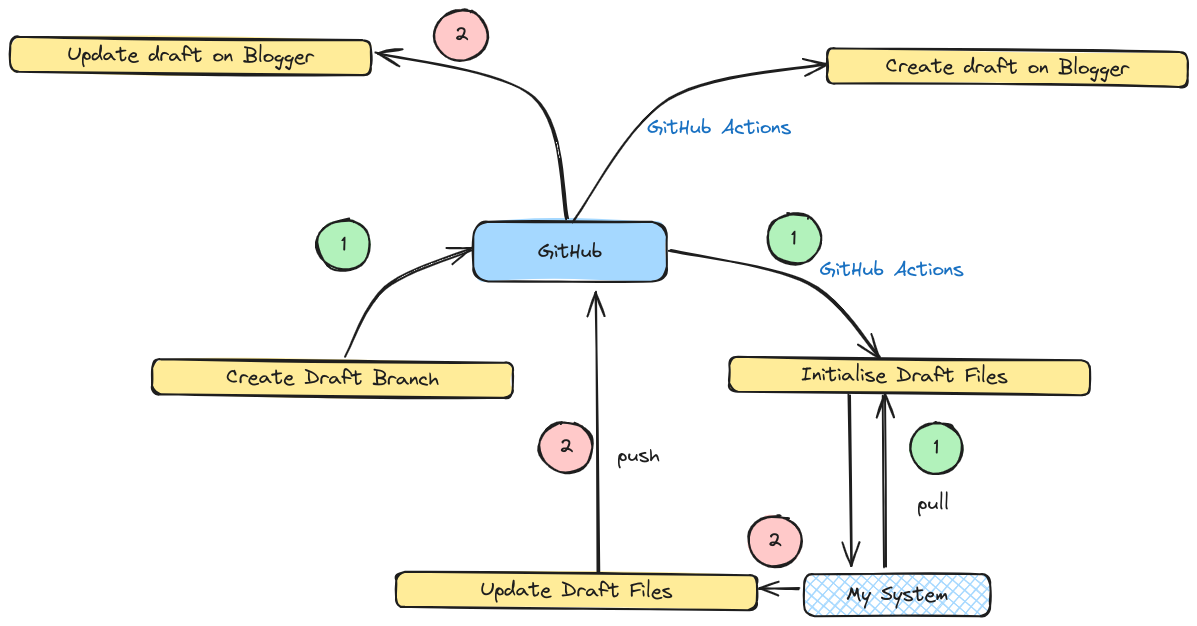 2
Update draft on Blogger
Create draft on Blogger
GitHub Actions
1
GitHub
1
GitHub Actions
Create Draft Branch
Initialise Draft Files
2
push
1
pull
2
Update Draft Files
My System